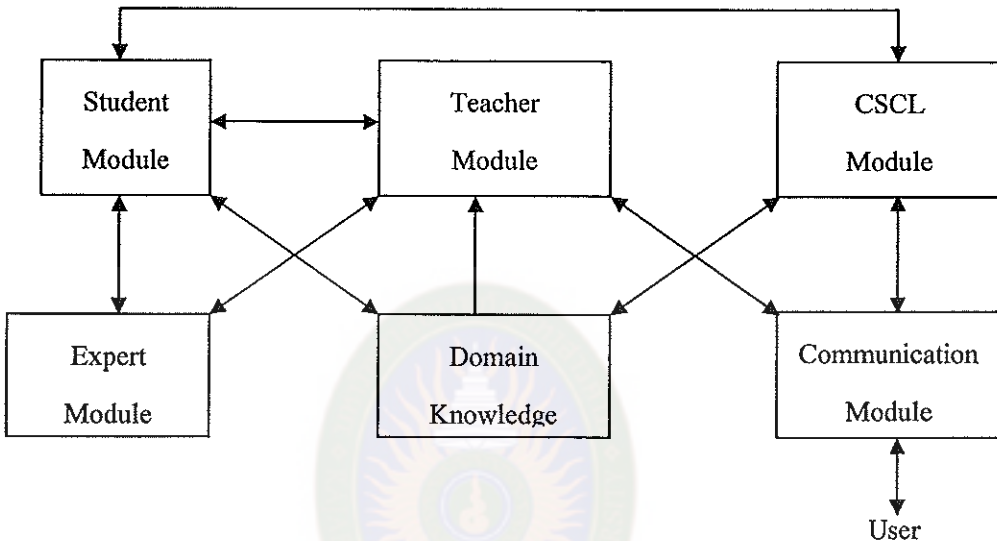 Student
Module
Teacher
Module
CSCL
Module
Expert
Module
Domain
Knowledge
Communication
Module
User